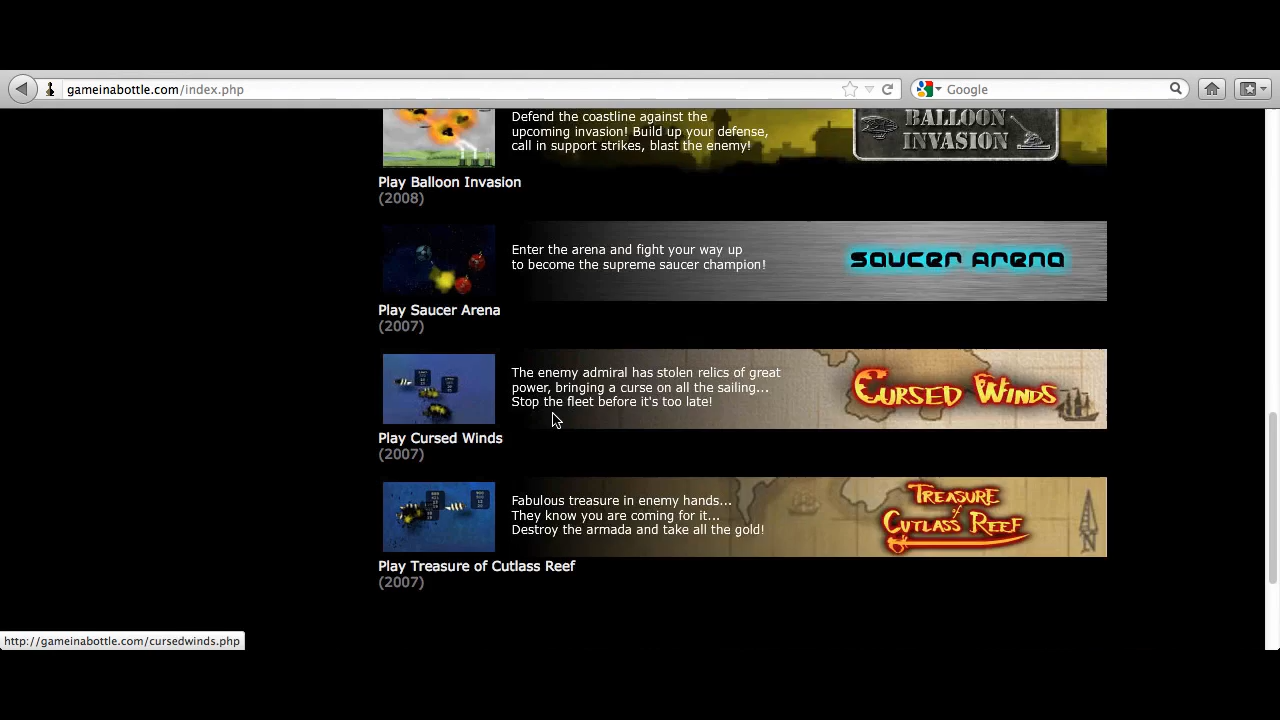 gameinabottle.com/index.php
Google
Defend the coastline against the
upcoming invasion! Build up your defense,
call in support strikes, blast the enemy!
BALLOON
INVASION
Play Balloon Invasion
(2008)
Enter the arena and fight your way up
to become the supreme saucer champion!
SAUCER ARENA
Play Saucer Arena
(2007)
The enemy admiral has stolen relics of great
power, bringing a curse on all the sailing...
Stop the fleet before it's too late!
CURSED WINDS
Play Cursed Winds
(2007)
Fabulous treasure in enemy hands...
They know you are coming for it...
Destroy the armada and take all the gold!
TREASURE
of
CUTLASS REEF
Play Treasure of Cutlass Reef
(2007)
http://gameinabottle.com/cursedwinds.php